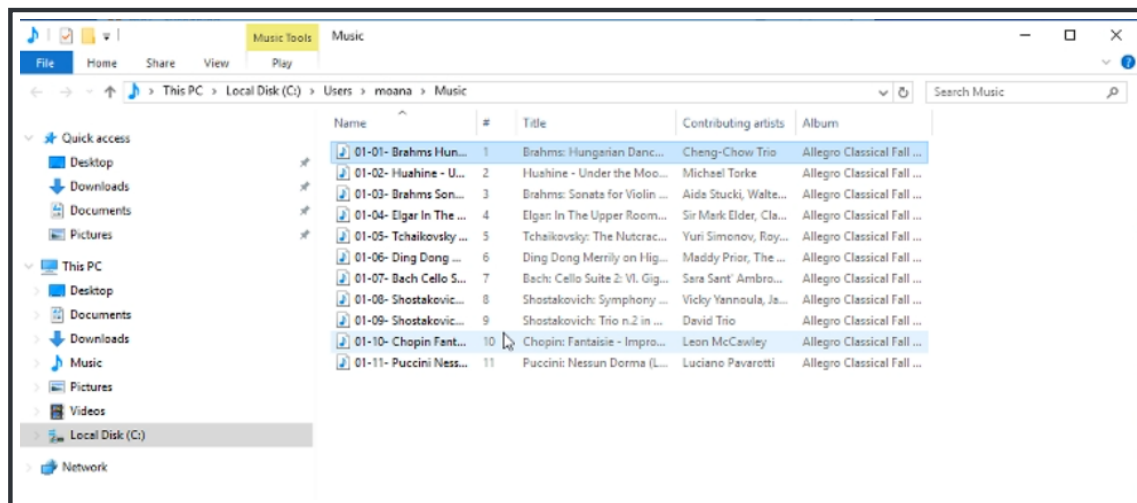 Music Tools Music
File Home Share View Play
This PC > Local Disk (C:) > Users > moana > Music
Search Music
Name # Title Contributing artists Album
Quick access
Desktop
Downloads
Documents
Pictures
This PC
Desktop
Documents
Downloads
Music
Pictures
Videos
Local Disk (C:)
Network
01-01- Brahms Hun... 1 Brahms: Hungarian Danc... Cheng-Chow Trio Allegro Classical Fall ...
01-02- Huahine - U... 2 Huahine - Under the Moo... Michael Torke Allegro Classical Fall ...
01-03- Brahms Son... 3 Brahms: Sonata for Violin ... Aida Stucki, Walte... Allegro Classical Fall ...
01-04- Elgar In The ... 4 Elgar: In The Upper Room... Sir Mark Elder, Cla... Allegro Classical Fall ...
01-05- Tchaikovsky ... 5 Tchaikovsky: The Nutcrac... Yuri Simonov, Roy... Allegro Classical Fall ...
01-06- Ding Dong ... 6 Ding Dong Merrily on Hig... Maddy Prior, The ... Allegro Classical Fall ...
01-07- Bach Cello S... 7 Bach: Cello Suite 2: VI. Gig... Sara Sant' Ambro... Allegro Classical Fall ...
01-08- Shostakovic... 8 Shostakovich: Symphony ... Vicky Yannoula, Ja... Allegro Classical Fall ...
01-09- Shostakovic... 9 Shostakovich: Trio n.2 in ... David Trio Allegro Classical Fall ...
01-10- Chopin Fant... 10 Chopin: Fantaisie - Impro... Leon McCawley Allegro Classical Fall ...
01-11- Puccini Ness... 11 Puccini: Nessun Dorma (L... Luciano Pavarotti Allegro Classical Fall ...